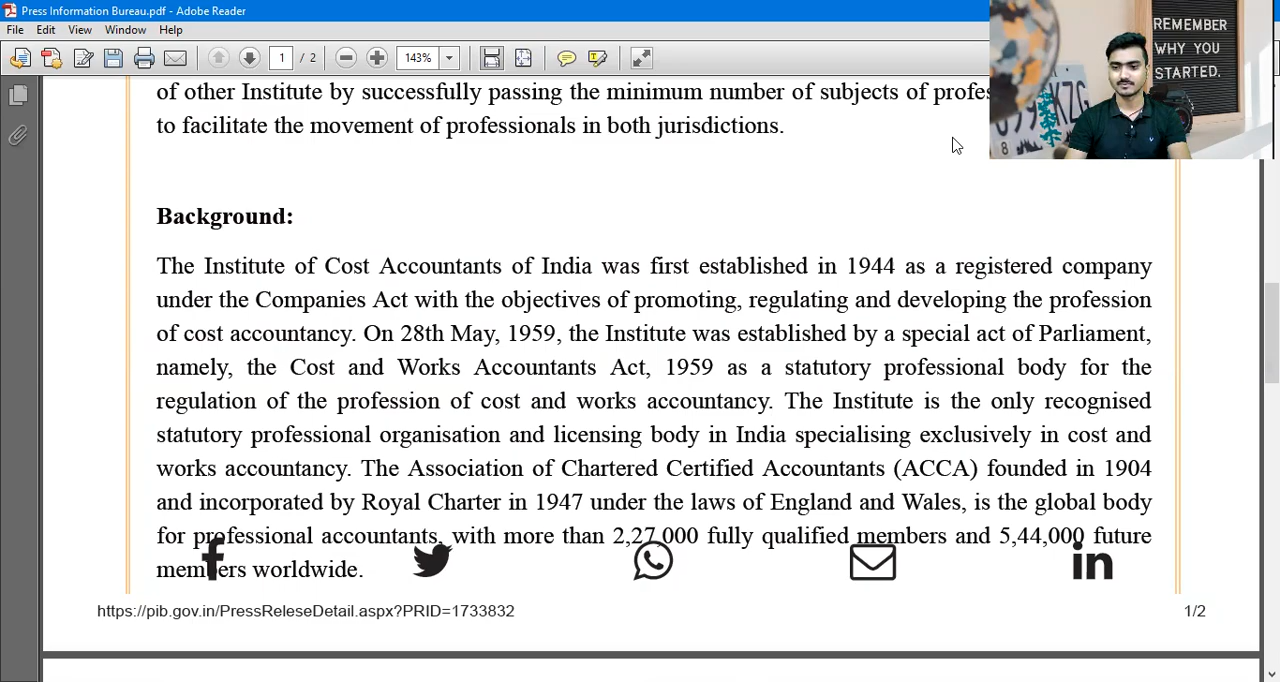 Press Information Bureau.pdf - Adobe Reader
File Edit View Window Help
1 / 2 143%
REMEMBER
WHY YOU
STARTED.
KZG
8
of other Institute by successfully passing the minimum number of subjects of
to facilitate the movement of professionals in both jurisdictions.
Background:
The Institute of Cost Accountants of India was first established in 1944 as a registered company
under the Companies Act with the objectives of promoting, regulating and developing the profession
of cost accountancy. On 28th May, 1959, the Institute was established by a special act of Parliament,
namely, the Cost and Works Accountants Act, 1959 as a statutory professional body for the
regulation of the profession of cost and works accountancy. The Institute is the only recognised
statutory professional organisation and licensing body in India specialising exclusively in cost and
works accountancy. The Association of Chartered Certified Accountants (ACCA) founded in 1904
and incorporated by Royal Charter in 1947 under the laws of England and Wales, is the global body
for professional accountants, with more than 2,27,000 fully qualified members and 5,44,000 future
members worldwide.
https://pib.gov.in/PressReleseDetail.aspx?PRID=1733832 1/2